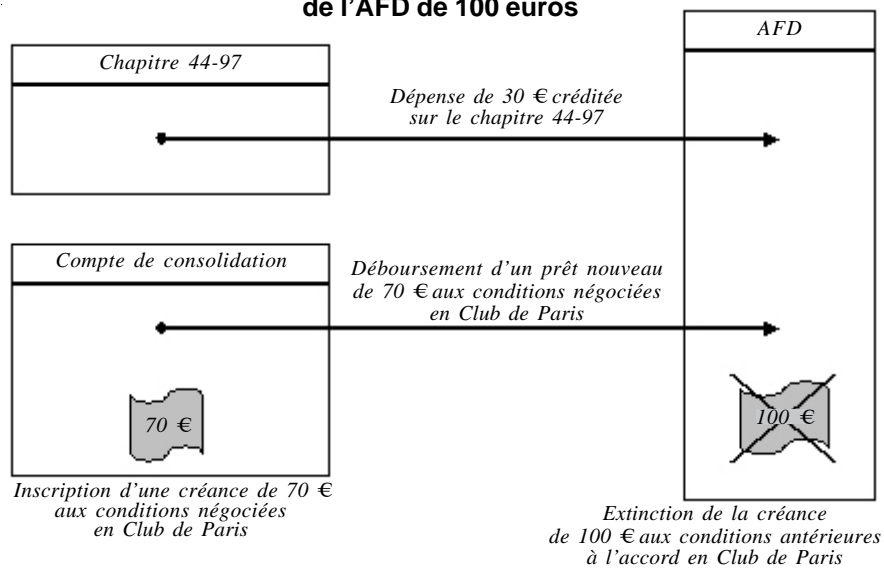 de l'AFD de 100 euros
AFD
Chapitre 44-97
Dépense de 30 € créditée
sur le chapitre 44-97
Compte de consolidation
Déboursement d'un prêt nouveau
de 70 € aux conditions négociées
en Club de Paris
70 €
100 €
Inscription d'une créance de 70 €
aux conditions négociées
en Club de Paris
Extinction de la créance
de 100 € aux conditions antérieures
à l'accord en Club de Paris